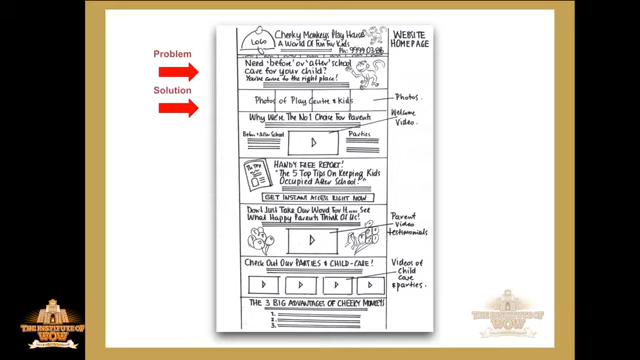 Problem
Solution
LOGO
Cheeky Monkeys Play House
A World Of Fun For Kids
Ph: 9999 0386
WEBSITE
HOMEPAGE
Need 'before' or 'after' school
care for your child?
You've come to the right place!
Photos of Play Centre & Kids
Photos.
Why We're The No1 Choice For Parents
Welcome
Video.
Before & After School
Parties
HANDY FREE REPORT!
"The 5 Top Tips On Keeping Kids
Occupied After School."
GET INSTANT ACCESS RIGHT NOW
Don't Just Take Our Word For It.... See
What Happy Parents Think Of Us!
Parent
Video
testimonials
Check Out Our PARTIES & CHILD-CARE!
Videos of
child
care
& parties.
THE 3 BIG ADVANTAGES OF CHEEKY MONKEYS
1.
2.
3.
THE INSTITUTE OF
WOW
THE INSTITUTE OF
WOW